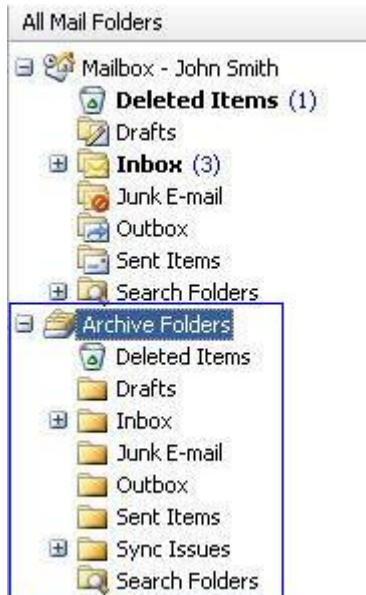 All Mail Folders
Mailbox - John Smith
Deleted Items (1)
Drafts
Inbox (3)
Junk E-mail
Outbox
Sent Items
Search Folders
Archive Folders
Deleted Items
Drafts
Inbox
Junk E-mail
Outbox
Sent Items
Sync Issues
Search Folders